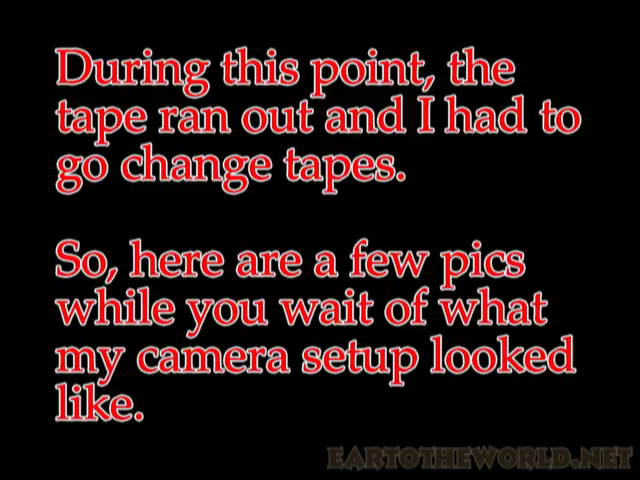 During this point, the
tape ran out and I had to
go change tapes.
So, here are a few pics
while you wait of what
my camera setup looked
like.
EARTOTHEWORLD.NET